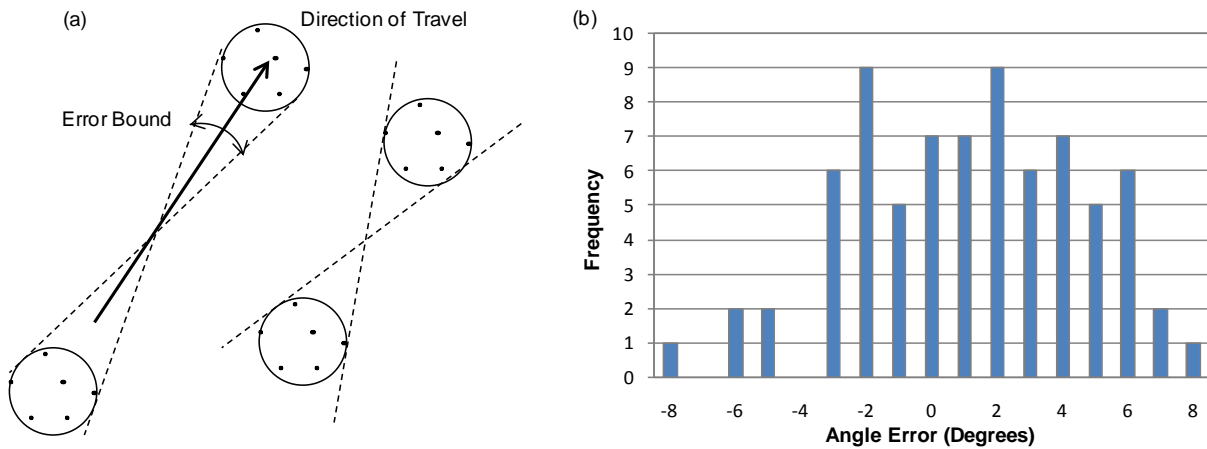 (a)
Direction of Travel
Error Bound
(b)
10
9
8
7
6
5
4
3
2
1
0
Frequency
-8 -6 -4 -2 0 2 4 6 8
Angle Error (Degrees)